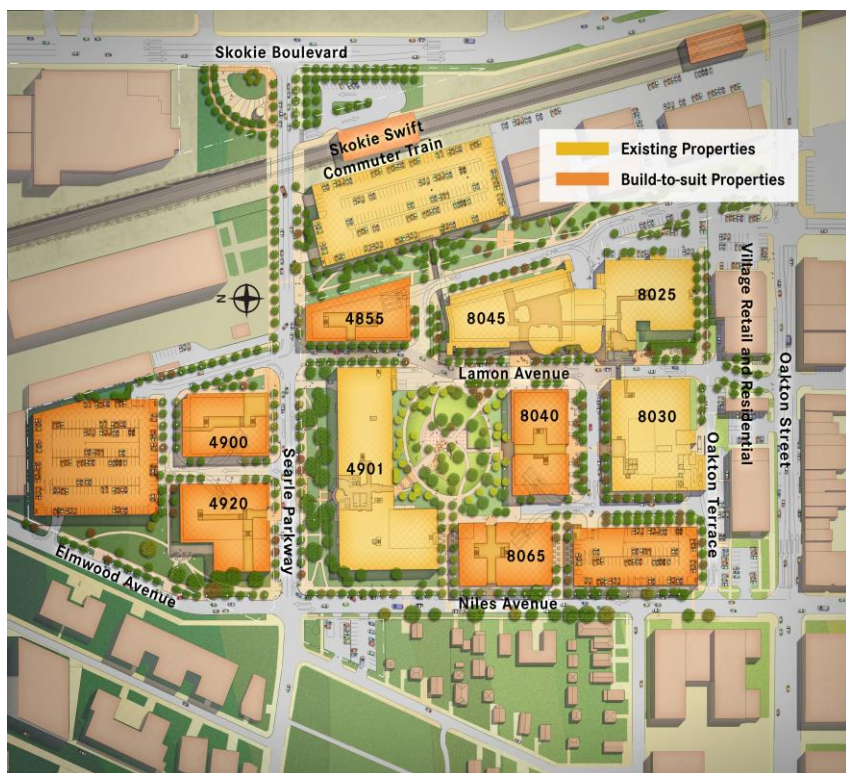 Skokie Boulevard
Skokie Swift
Commuter Train
Existing Properties
Build-to-suit Properties
N
4855
8045
8025
Village Retail and Residential
Lamon Avenue
Oakton Street
4900
4901
8040
8030
Searle Parkway
Oakton Terrace
4920
8065
Elmwood Avenue
Niles Avenue